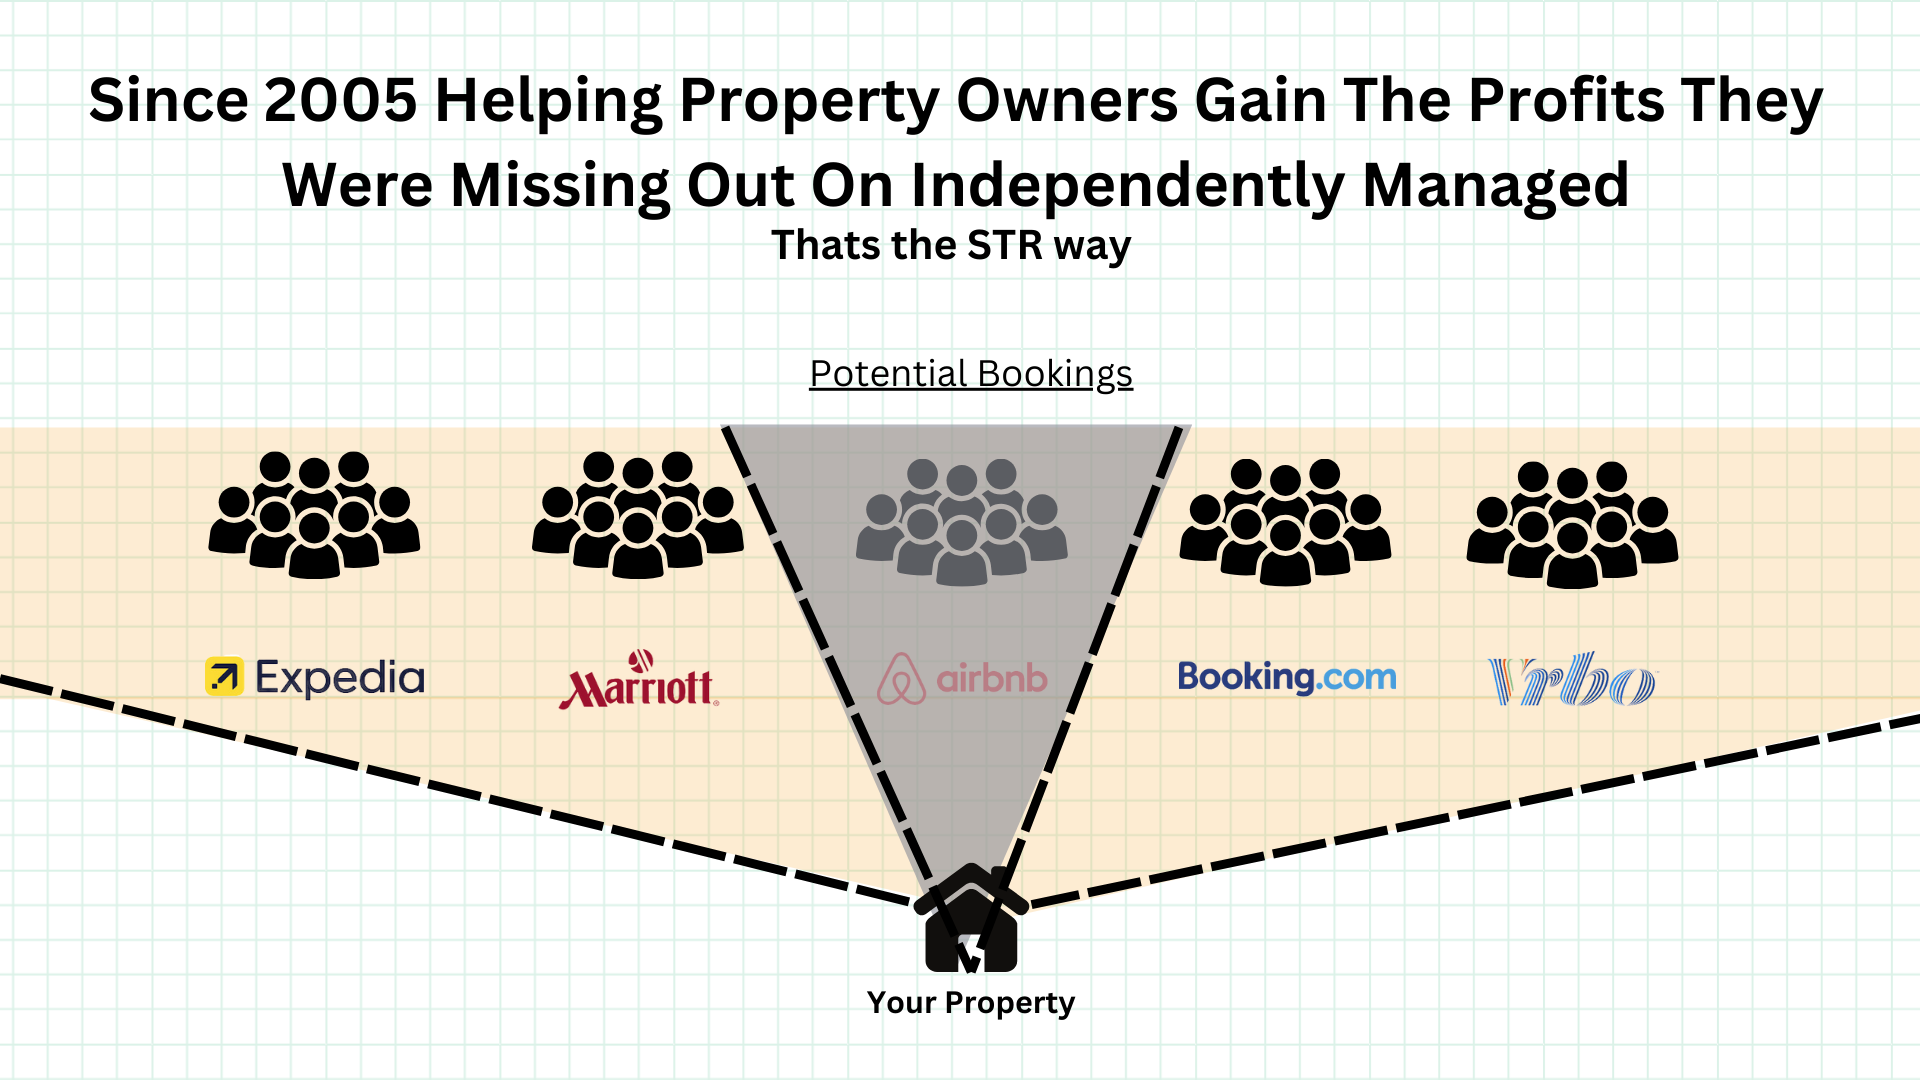 Since 2005 Helping Property Owners Gain The Profits They
Were Missing Out On Independently Managed
Thats the STR way
Potential Bookings
Expedia
Marriott
airbnb
Booking.com
Vrbo
Your Property